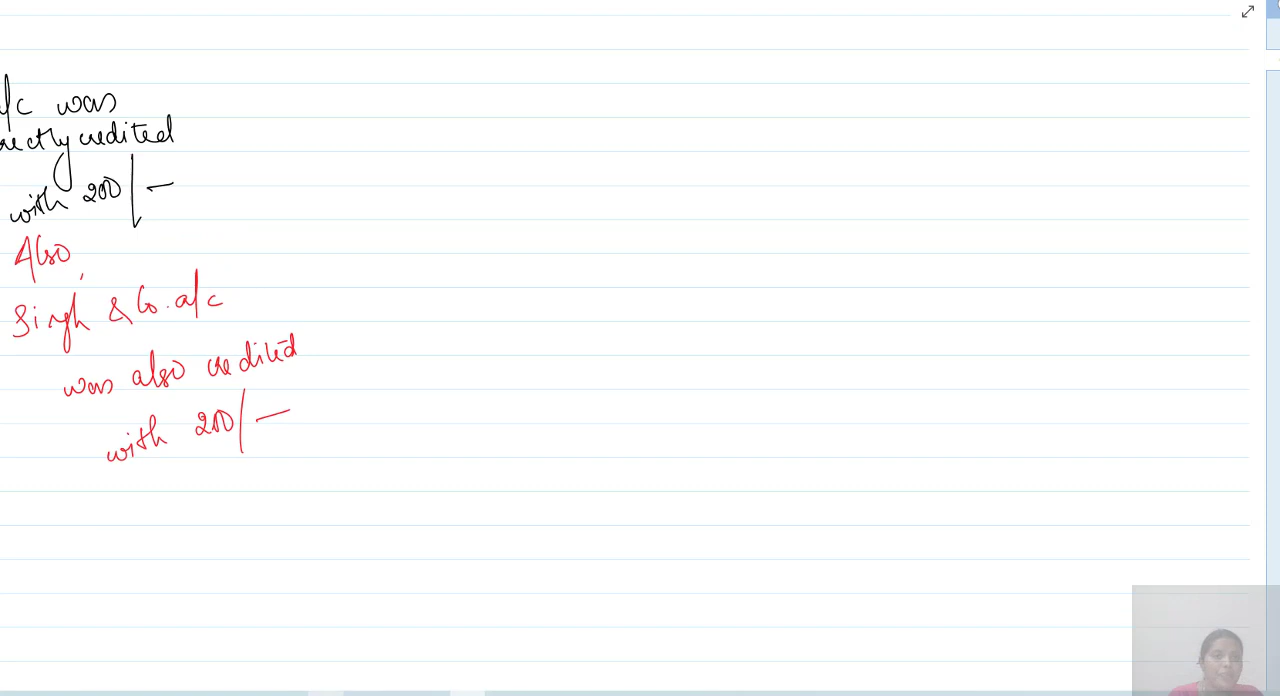 a/c was
rectly credited
with 200/-
Also,
Singh & Co. a/c
was also credited
with 200/-